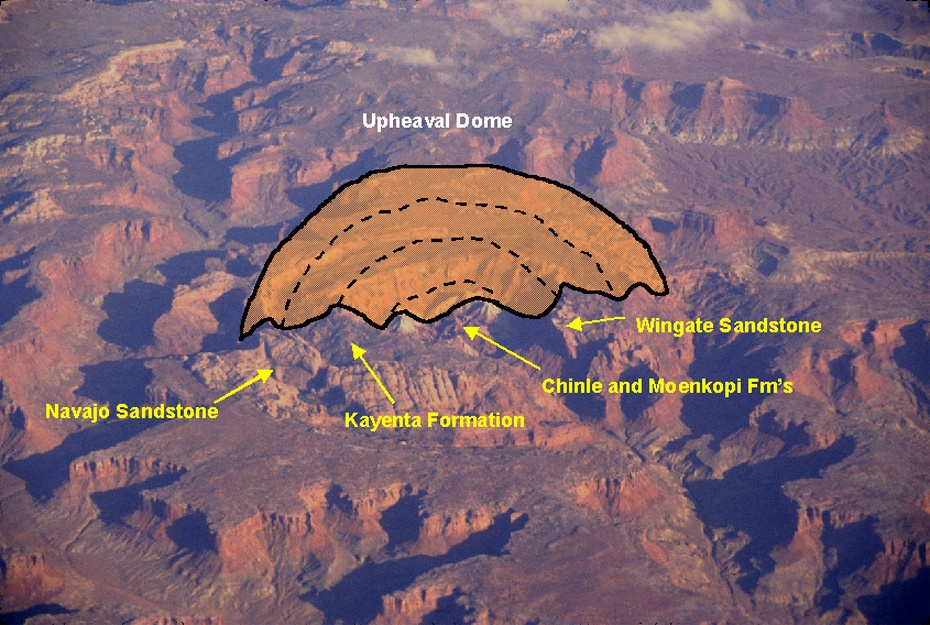 Upheaval Dome
Wingate Sandstone
Chinle and Moenkopi Fm's
Navajo Sandstone
Kayenta Formation